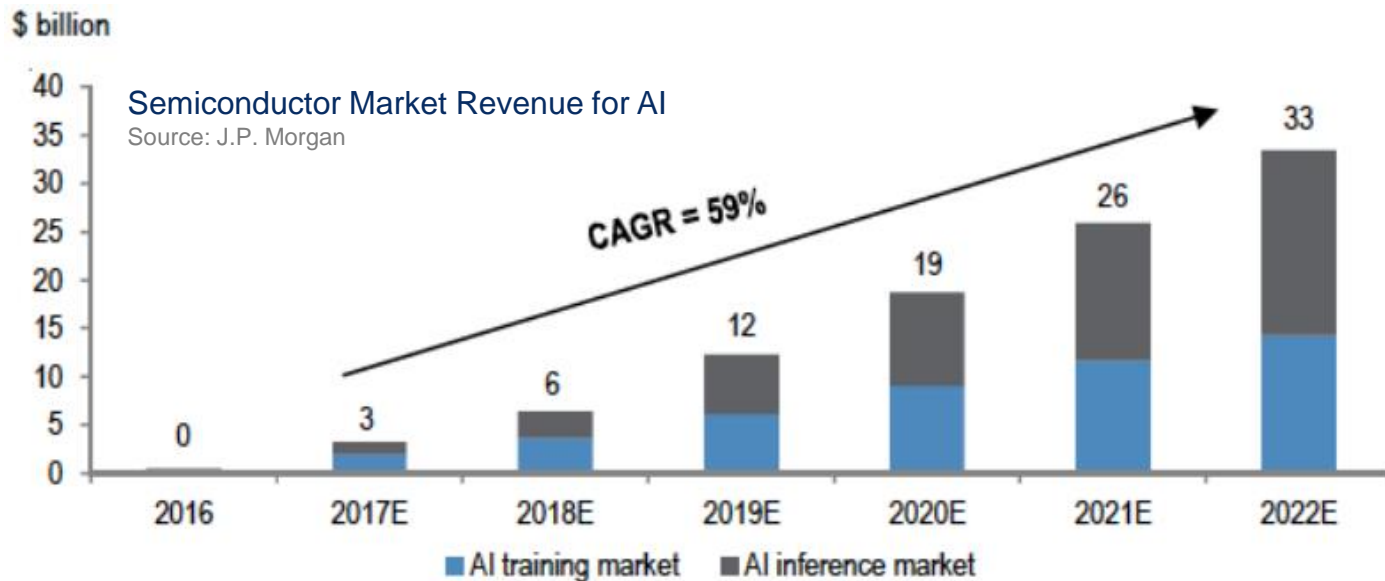 $ billion
Semiconductor Market Revenue for AI
Source: J.P. Morgan
40
35
30
25
20
15
10
5
0
CAGR = 59%
0
3
6
12
19
26
33
2016 2017E 2018E 2019E 2020E 2021E 2022E
AI training market AI inference market